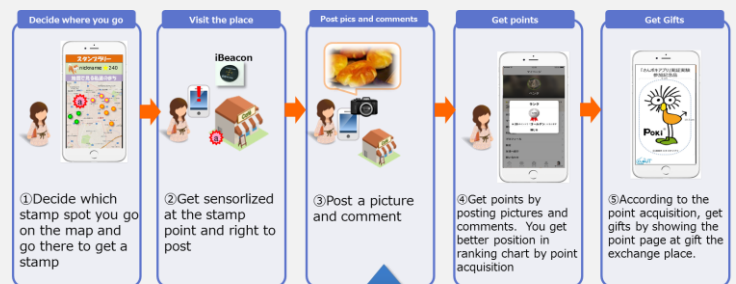 Decide where you go
Visit the place
Post pics and comments
Get points
Get Gifts
スタンプラリー
nickname 240
iBeacon
Cafe
POKi
①Decide which
stamp spot you go
on the map and
go there to get a
stamp
②Get sensorlized
at the stamp
point and right to
post
③Post a picture
and comment
④Get points by
posting pictures and
comments. You get
better position in
ranking chart by point
acquisition
⑤According to the
point acquisition, get
gifts by showing the
point page at gift the
exchange place.